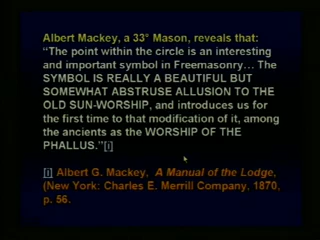 Albert Mackey, a 33° Mason, reveals that:
“The point within the circle is an interesting
and important symbol in Freemasonry… The
SYMBOL IS REALLY A BEAUTIFUL BUT
SOMEWHAT ABSTRUSE ALLUSION TO THE
OLD SUN-WORSHIP, and introduces us for
the first time to that modification of it, among
the ancients as the WORSHIP OF THE
PHALLUS.”[i]
[i] Albert G. Mackey, A Manual of the Lodge,
(New York: Charles E. Merrill Company, 1870,
p. 56.